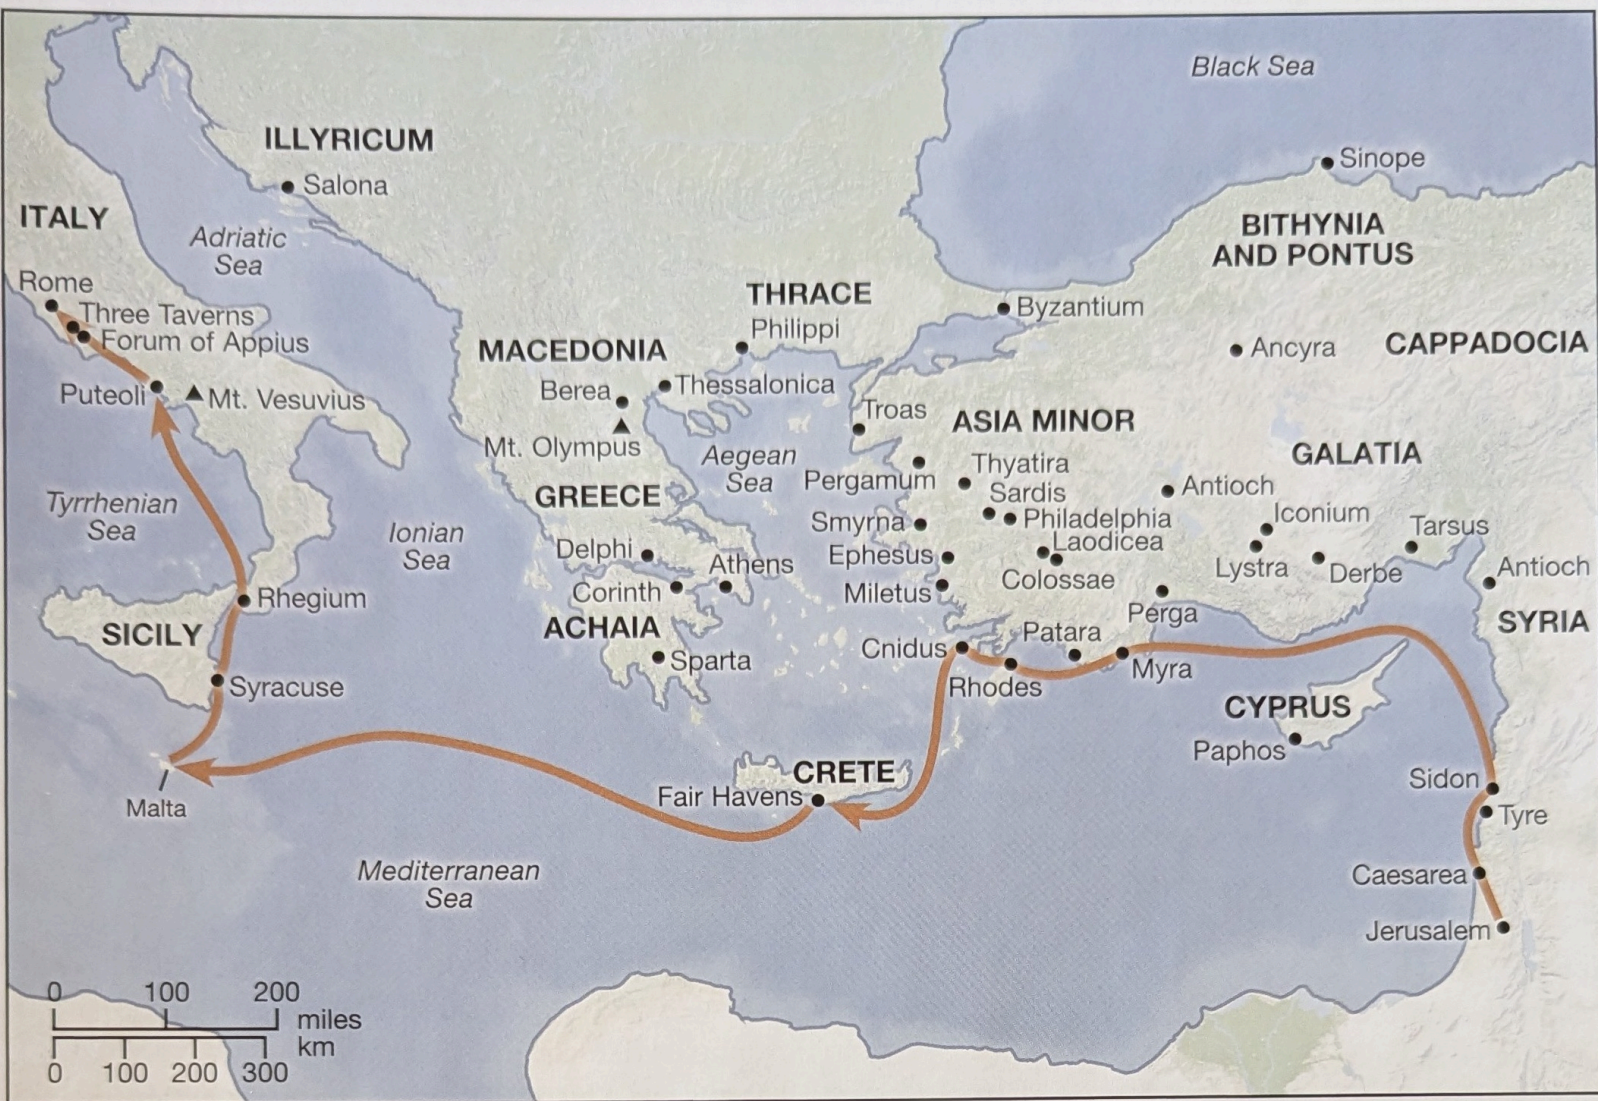 Black Sea
ILLYRICUM
Sinope
Salona
ITALY
BITHYNIA
AND PONTUS
Adriatic
Sea
Rome
THRACE
Byzantium
Three Taverns
Philippi
Forum of Appius
MACEDONIA
Ancyra
CAPPADOCIA
Puteoli
Mt. Vesuvius
Berea
Thessalonica
Troas
ASIA MINOR
Mt. Olympus
Aegean
Sea
GALATIA
Pergamum
Thyatira
Sardis
Antioch
Tyrrhenian
Sea
GREECE
Ionian
Sea
Smyrna
Philadelphia
Iconium
Tarsus
Delphi
Ephesus
Laodicea
Athens
Lystra
Derbe
Antioch
Corinth
Miletus
Colossae
Rhegium
Perga
SICILY
ACHAIA
Patara
SYRIA
Sparta
Cnidus
Myra
Syracuse
Rhodes
CYPRUS
Paphos
CRETE
Sidon
Fair Havens
Malta
Tyre
Mediterranean
Sea
Caesarea
Jerusalem
0 100 200
miles
km
0 100 200 300